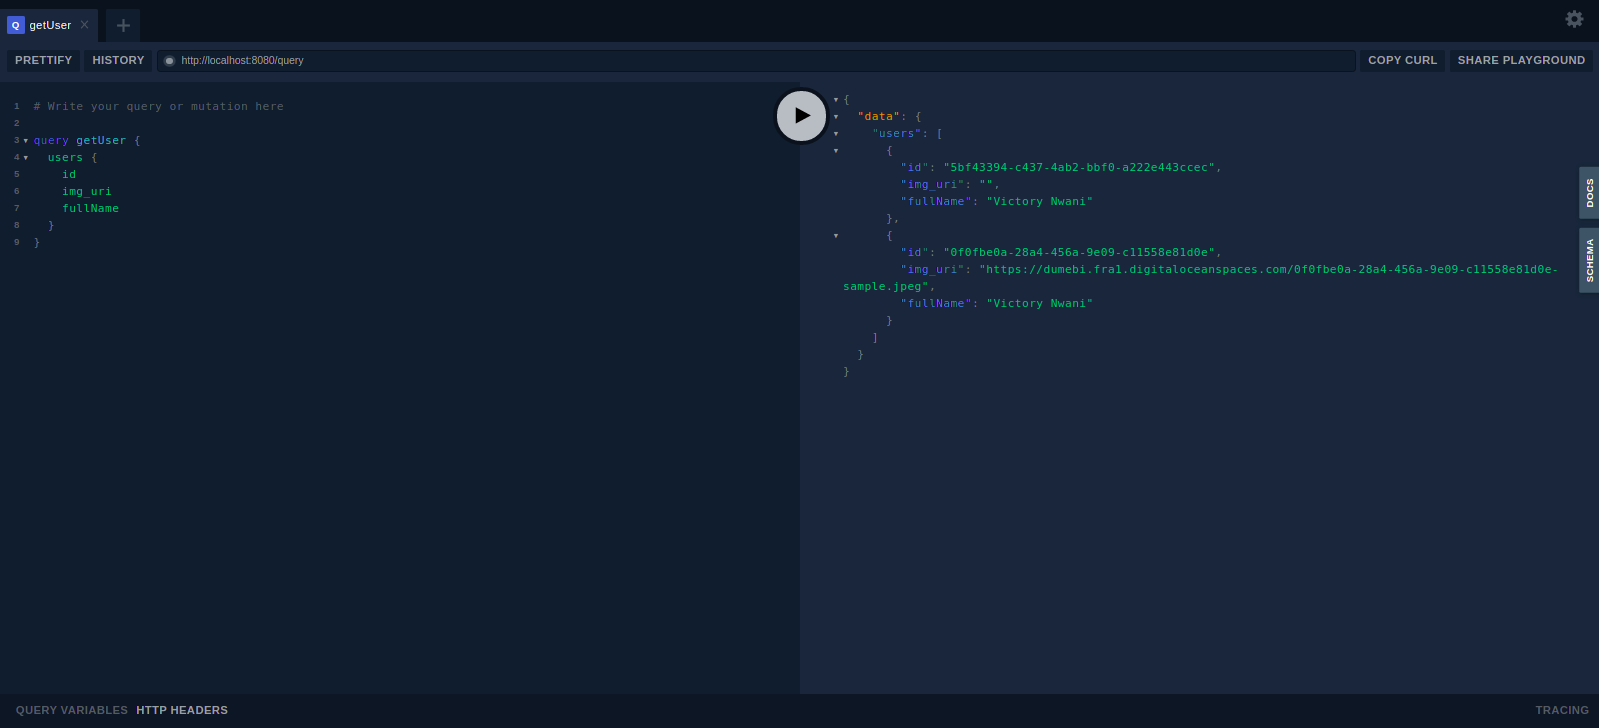 Q getUser ×
PRETTIFY HISTORY http://localhost:8080/query COPY CURL SHARE PLAYGROUND
1 # Write your query or mutation here
2
3 query getUser {
4 users {
5 id
6 img_uri
7 fullName
8 }
9 }
{
"data": {
"users": [
{
"id": "5bf43394-c437-4ab2-bbf0-a222e443ccec",
"img_uri": "",
"fullName": "Victory Nwani"
},
{
"id": "0f0fbe0a-28a4-456a-9e09-c11558e81d0e",
"img_uri": "https://dumebi.fra1.digitaloceanspaces.com/0f0fbe0a-28a4-456a-9e09-c11558e81d0e-
sample.jpeg",
"fullName": "Victory Nwani"
}
]
}
}
DOCS
SCHEMA
QUERY VARIABLES HTTP HEADERS TRACING